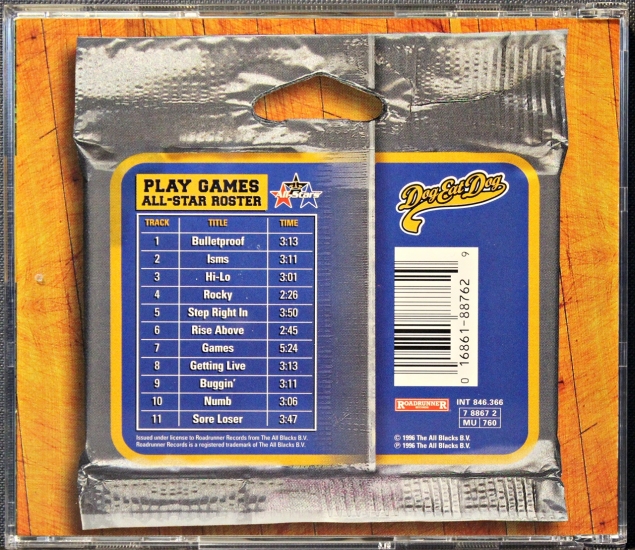 PLAY GAMES
ALL-STAR ROSTER
All-Stars
TRACK TITLE TIME
1 Bulletproof 3:13
2 Isms 3:11
3 Hi-Lo 3:01
4 Rocky 2:26
5 Step Right In 3:50
6 Rise Above 2:45
7 Games 5:24
8 Getting Live 3:13
9 Buggin' 3:11
10 Numb 3:06
11 Sore Loser 3:47
Issued under license to Roadrunner Records from The All Blacks B.V.
Roadrunner Records is a registered trademark of The All Blacks B.V.
Dog Eat Dog
0 16861-88762 9
ROADRUNNER
RECORDS
INT 846.366
7 8867 2
MU 760
© 1996 The All Blacks B.V.
℗ 1996 The All Blacks B.V.